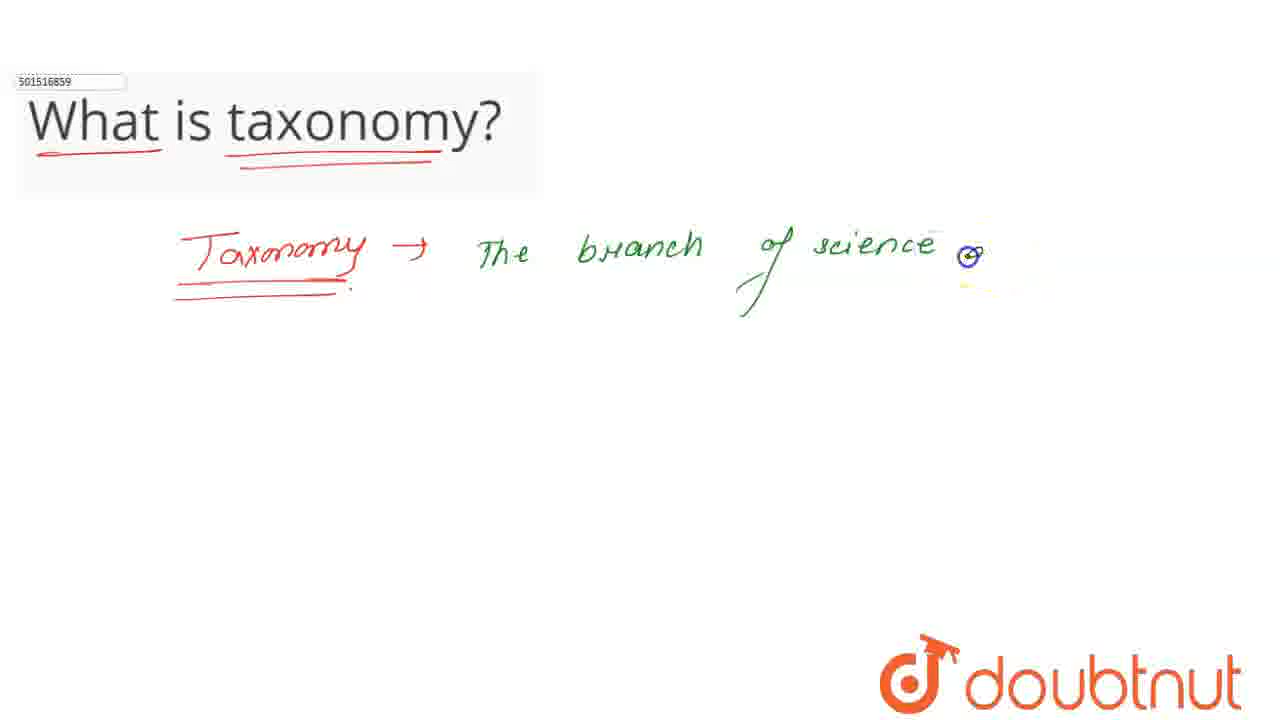 501516859
What is taxonomy?
Taxonomy → The branch of science
doubtnut